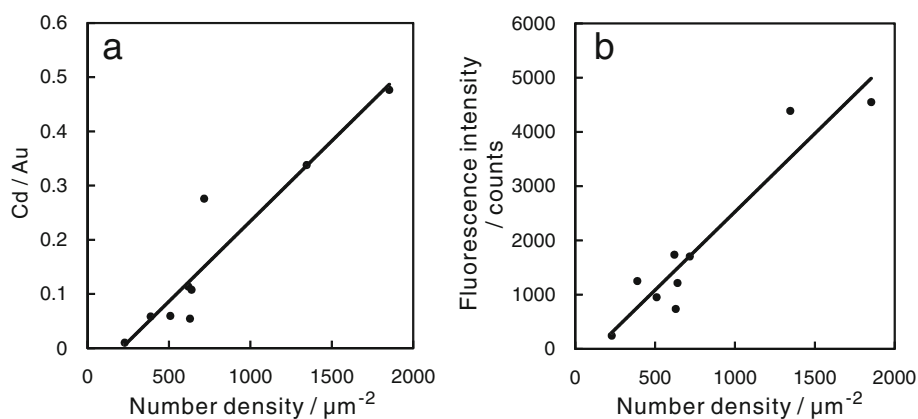 a
0.6
0.5
0.4
0.3
0.2
0.1
0
Cd / Au
0 500 1000 1500 2000
Number density / μm⁻²
b
6000
5000
4000
3000
2000
1000
0
Fluorescence intensity
/ counts
0 500 1000 1500 2000
Number density / μm⁻²